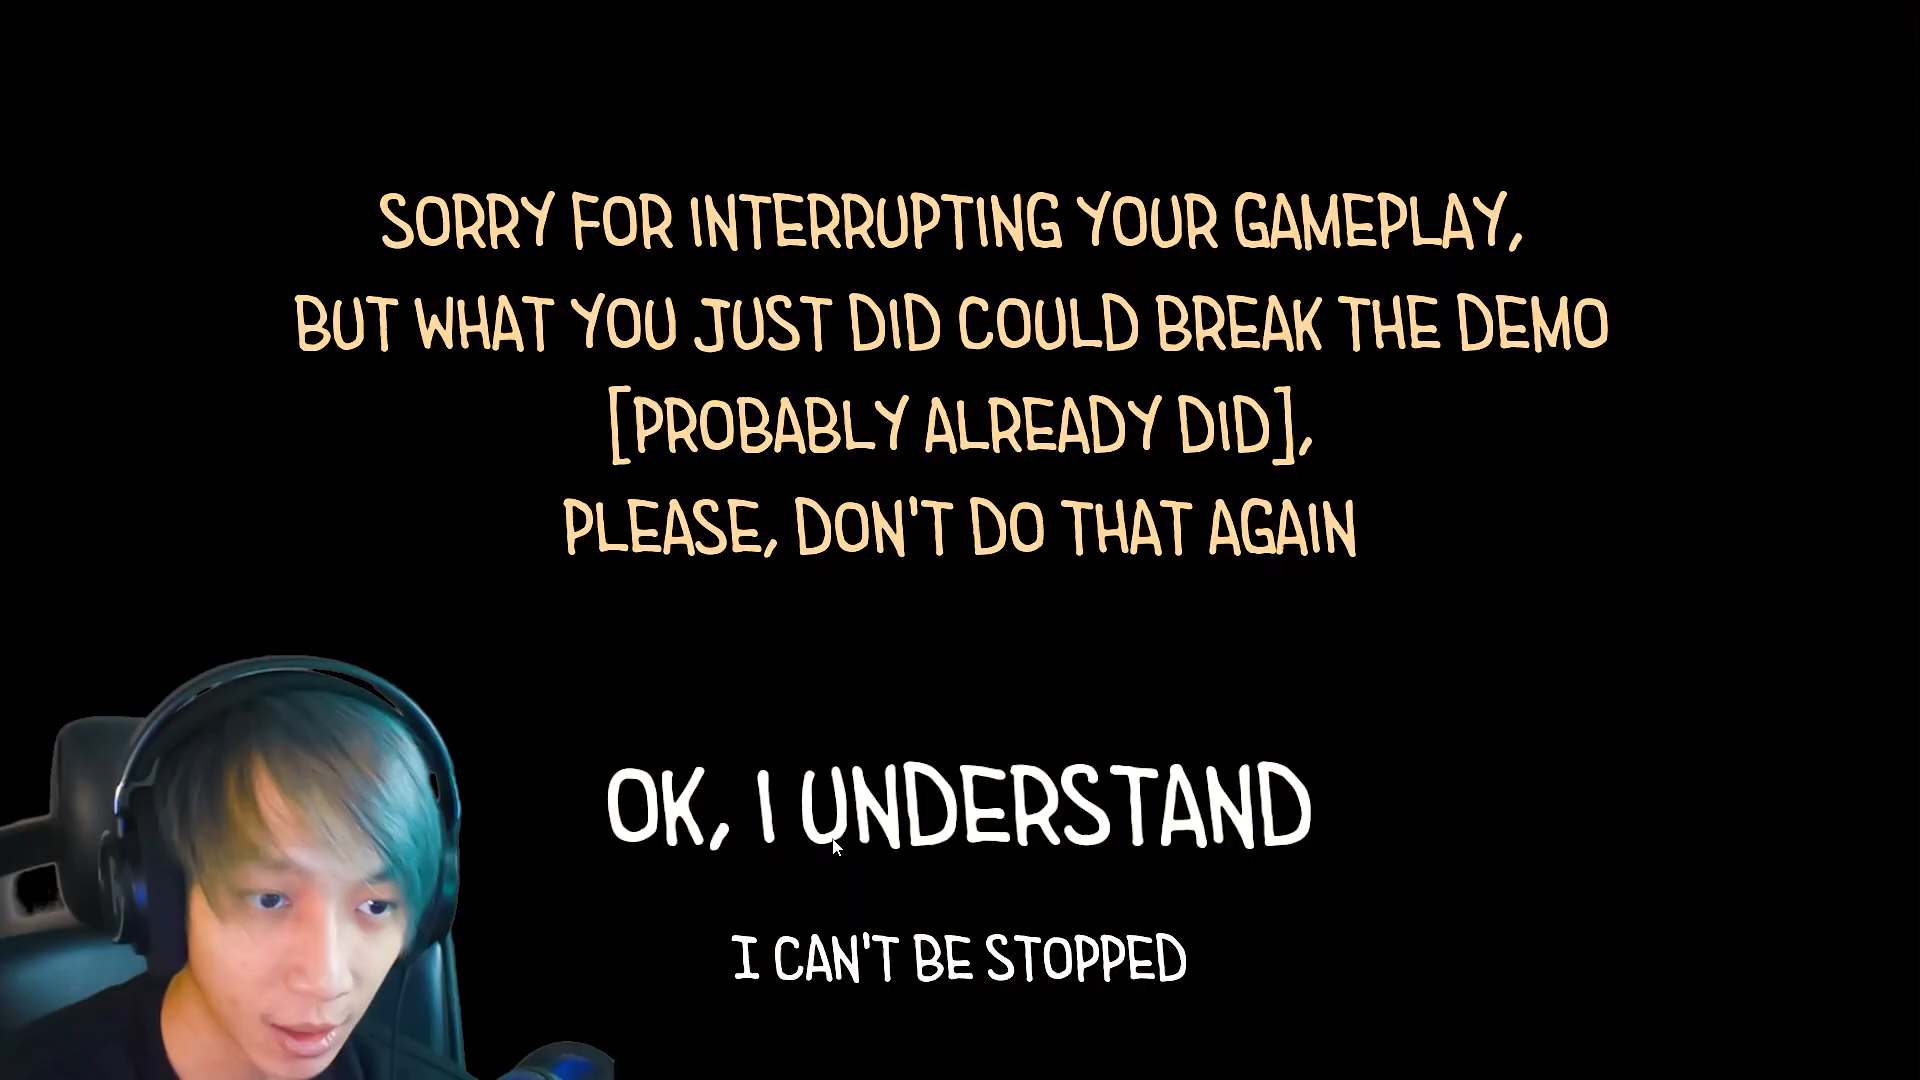 SORRY FOR INTERRUPTING YOUR GAMEPLAY,
BUT WHAT YOU JUST DID COULD BREAK THE DEMO
[PROBABLY ALREADY DID],
PLEASE, DON'T DO THAT AGAIN
OK, I UNDERSTAND
I CAN'T BE STOPPED